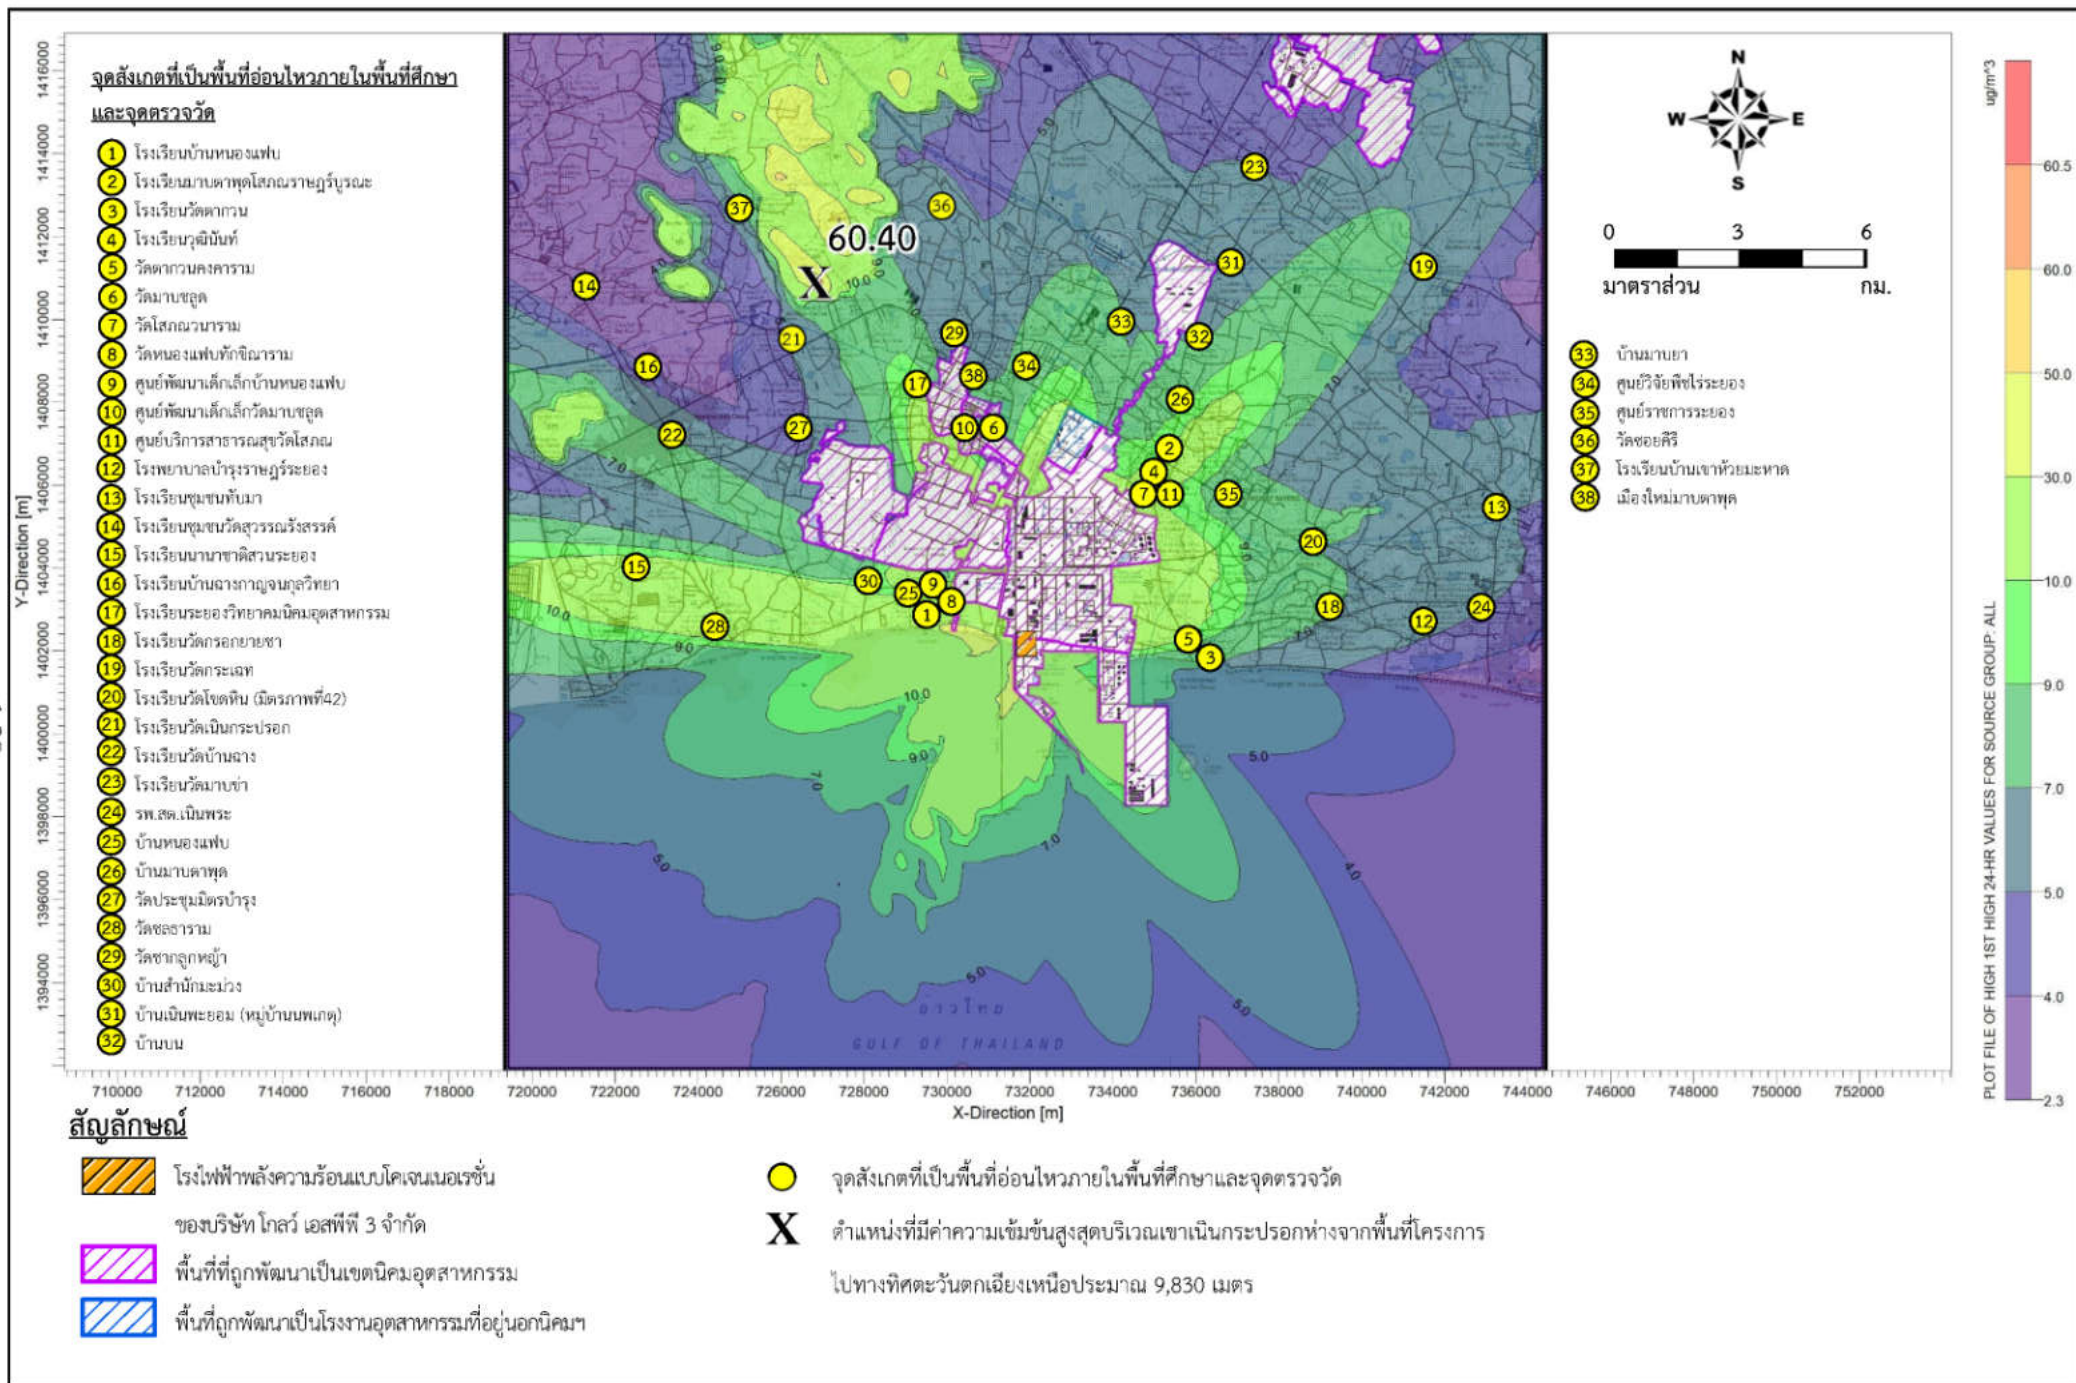 จุดสังเกตที่เป็นพื้นที่อ่อนไหวภายในพื้นที่ศึกษา
และจุดตรวจวัด
1 โรงเรียนบ้านหนองแฟบ
2 โรงเรียนมาบตาพุดโสภณราษฎร์บูรณะ
3 โรงเรียนวัดตากวน
4 โรงเรียนวุฒินันท์
5 วัดตากวนคงคาราม
6 วัดมาบชลูด
7 วัดโสภณวนาราม
8 วัดหนองแฟบทักขิณาราม
9 ศูนย์พัฒนาเด็กเล็กบ้านหนองแฟบ
10 ศูนย์พัฒนาเด็กเล็กวัดมาบชลูด
11 ศูนย์บริการสาธารณสุขวัดโสภณ
12 โรงพยาบาลบำรุงราษฎร์ระยอง
13 โรงเรียนชุมชนทับมา
14 โรงเรียนชุมชนวัดสุวรรณรังสรรค์
15 โรงเรียนนานาชาติสวนระยอง
16 โรงเรียนบ้านฉางกาญจนกุลวิทยา
17 โรงเรียนระยองวิทยาคมนิคมอุตสาหกรรม
18 โรงเรียนวัดกรอกยายชา
19 โรงเรียนวัดกระเฉท
20 โรงเรียนวัดโขดหิน (มิตรภาพที่42)
21 โรงเรียนวัดเนินกระปรอก
22 โรงเรียนวัดบ้านฉาง
23 โรงเรียนวัดมาบข่า
24 รพ.สต.เนินพระ
25 บ้านหนองแฟบ
26 บ้านมาบตาพุด
27 วัดประชุมมิตรบำรุง
28 วัดชลธาราม
29 วัดชากลูกหญ้า
30 บ้านสำนักมะม่วง
31 บ้านเนินพะยอม (หมู่บ้านนพเกตุ)
32 บ้านบน
60.40
X
GULF OF THAILAND
อ่าวไทย
N
W E
S
0 3 6
มาตราส่วน กม.
33 บ้านมาบยา
34 ศูนย์วิจัยพืชไร่ระยอง
35 ศูนย์ราชการระยอง
36 วัดซอยคีรี
37 โรงเรียนบ้านเขาห้วยมะหาด
38 เมืองใหม่มาบตาพุด
ug/m^3
60.5
60.0
50.0
30.0
10.0
9.0
7.0
5.0
4.0
2.3
PLOT FILE OF HIGH 1ST HIGH 24-HR VALUES FOR SOURCE GROUP: ALL
Y-Direction [m]
1416000
1414000
1412000
1410000
1408000
1406000
1404000
1402000
1400000
1398000
1396000
1394000
710000 712000 714000 716000 718000 720000 722000 724000 726000 728000 730000 732000 734000 736000 738000 740000 742000 744000 746000 748000 750000 752000
X-Direction [m]
สัญลักษณ์
โรงไฟฟ้าพลังความร้อนแบบโคเจนเนอเรชั่น
ของบริษัท โกลว์ เอสพีพี 3 จำกัด
พื้นที่ที่ถูกพัฒนาเป็นเขตนิคมอุตสาหกรรม
พื้นที่ถูกพัฒนาเป็นโรงงานอุตสาหกรรมที่อยู่นอกนิคมฯ
จุดสังเกตที่เป็นพื้นที่อ่อนไหวภายในพื้นที่ศึกษาและจุดตรวจวัด
X ตำแหน่งที่มีค่าความเข้มข้นสูงสุดบริเวณเขาเนินกระปรอกห่างจากพื้นที่โครงการ
ไปทางทิศตะวันตกเฉียงเหนือประมาณ 9,830 เมตร